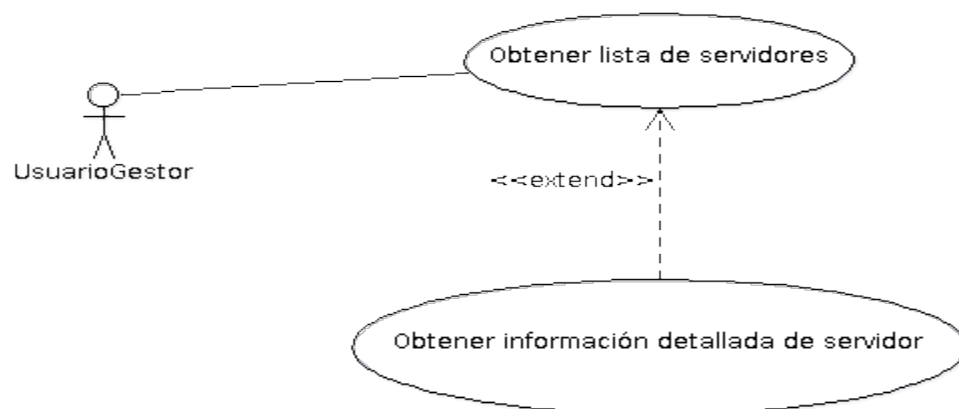 Obtener lista de servidores
UsuarioGestor
<<extend>>
Obtener información detallada de servidor